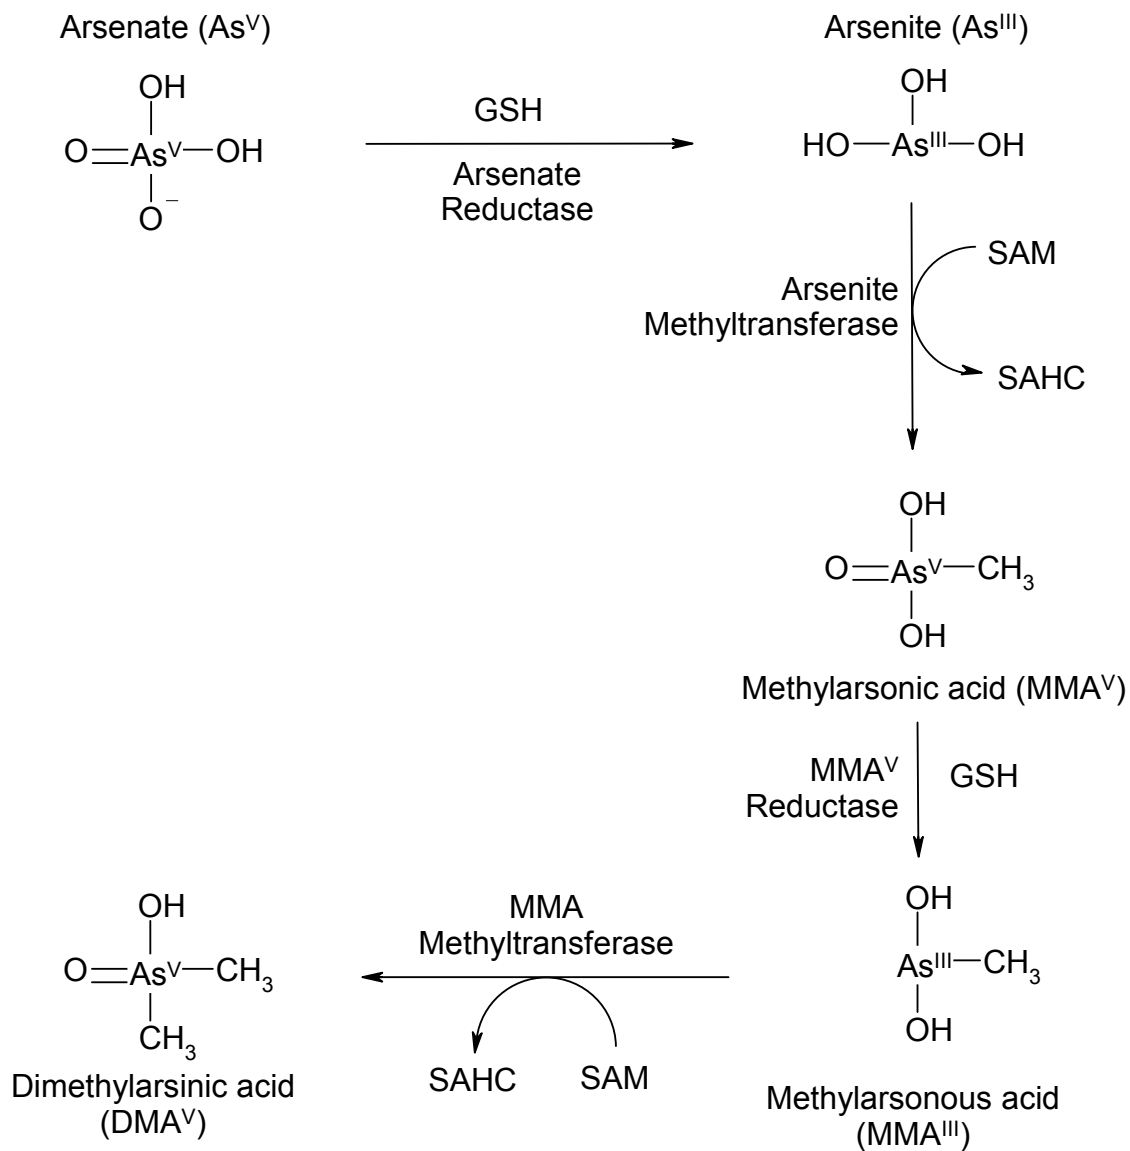 Arsenate (Asⱽ)
OH
O=Asⱽ—OH
O⁻
GSH
Arsenate
Reductase
Arsenite (Asᴵᴵᴵ)
OH
HO—Asᴵᴵᴵ—OH
Arsenite
Methyltransferase
SAM
SAHC
OH
O=Asⱽ—CH₃
OH
Methylarsonic acid (MMAⱽ)
MMAⱽ
Reductase
GSH
OH
Asᴵᴵᴵ—CH₃
OH
Methylarsonous acid
(MMAᴵᴵᴵ)
MMA
Methyltransferase
SAHC
SAM
OH
O=Asⱽ—CH₃
CH₃
Dimethylarsinic acid
(DMAⱽ)